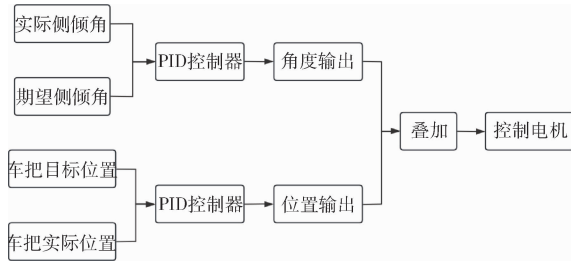 实际侧倾角
期望侧倾角
PID控制器
角度输出
车把目标位置
车把实际位置
PID控制器
位置输出
叠加
控制电机